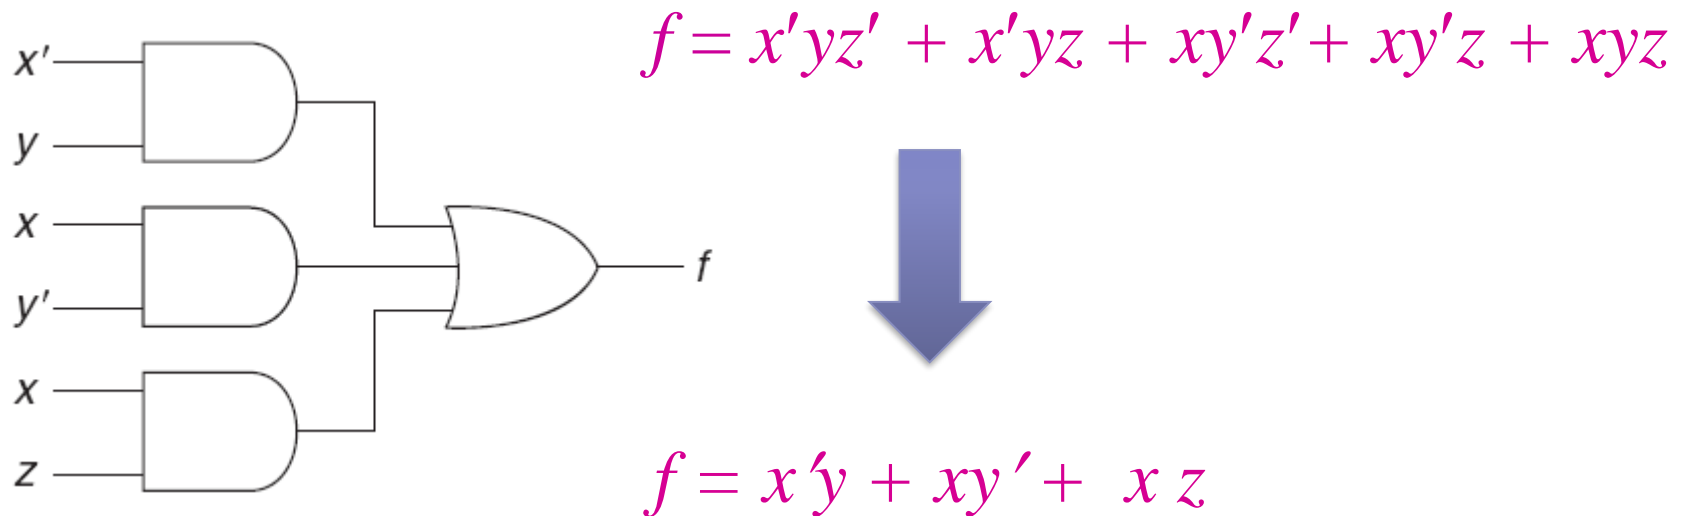 f = x′yz′ + x′yz + xy′z′+ xy′z + xyz
x′
y
x
y′
f
x
z
f = x′y + xy′ + x z